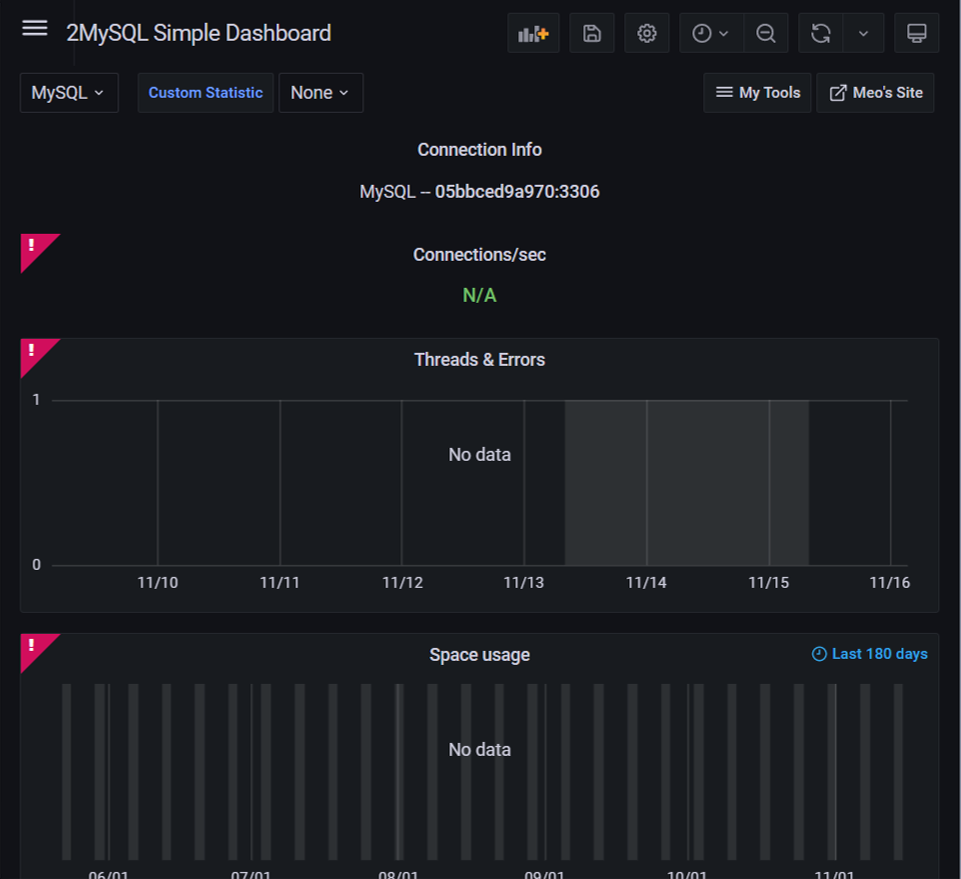 2MySQL Simple Dashboard
MySQL Custom Statistic None My Tools Meo's Site
Connection Info
MySQL -- 05bbced9a970:3306
!
Connections/sec
N/A
!
Threads & Errors
1
No data
0
11/10 11/11 11/12 11/13 11/14 11/15 11/16
!
Space usage Last 180 days
No data
06/01 07/01 08/01 09/01 10/01 11/01